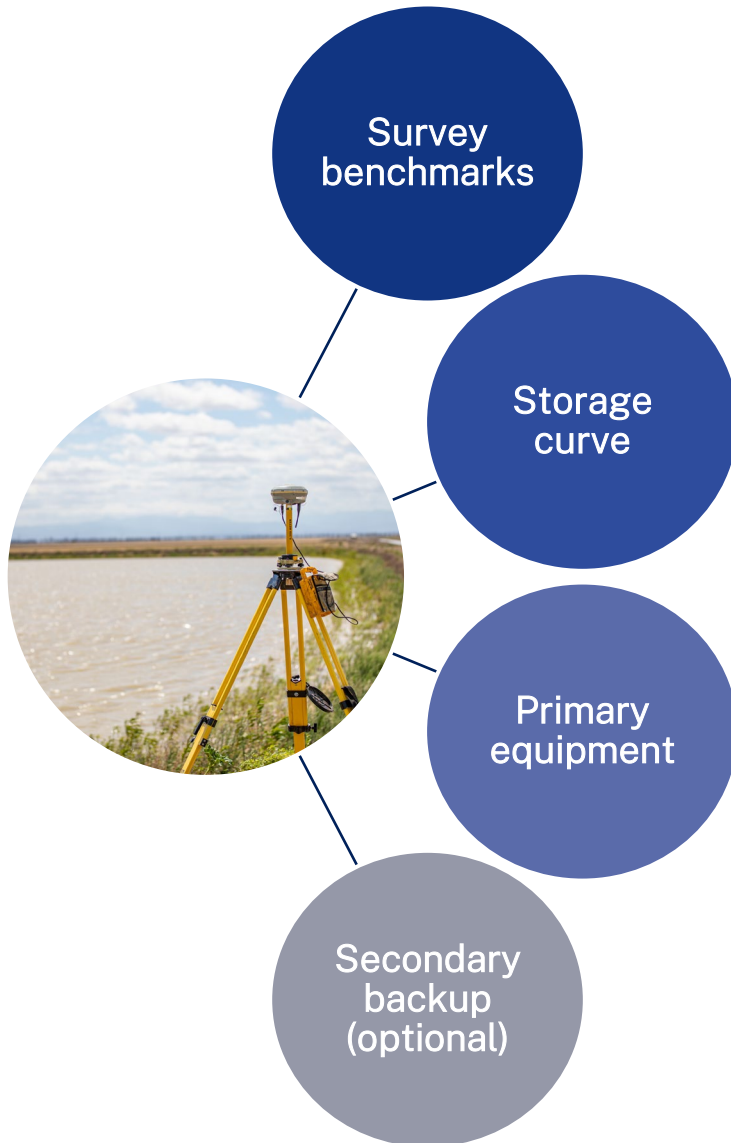 Survey
benchmarks
Storage
curve
Primary
equipment
Secondary
backup
(optional)